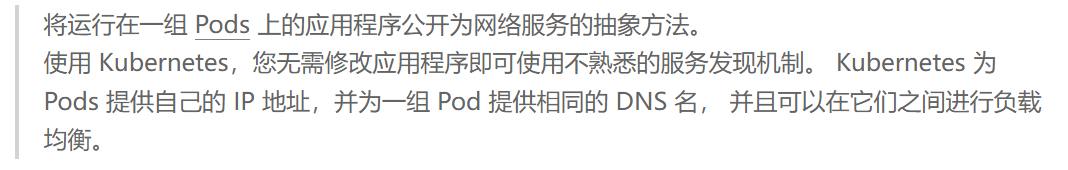 将运行在一组 Pods 上的应用程序公开为网络服务的抽象方法。
使用 Kubernetes，您无需修改应用程序即可使用不熟悉的服务发现机制。 Kubernetes 为
Pods 提供自己的 IP 地址，并为一组 Pod 提供相同的 DNS 名， 并且可以在它们之间进行负载
均衡。